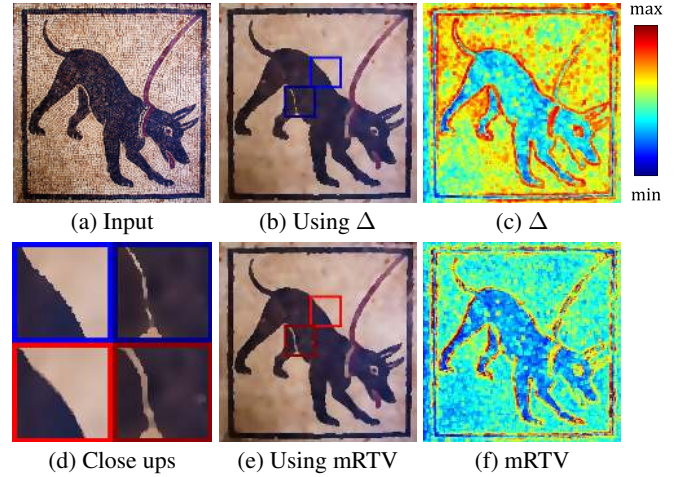 max
min
(a) Input
(b) Using Δ
(c) Δ
(d) Close ups
(e) Using mRTV
(f) mRTV